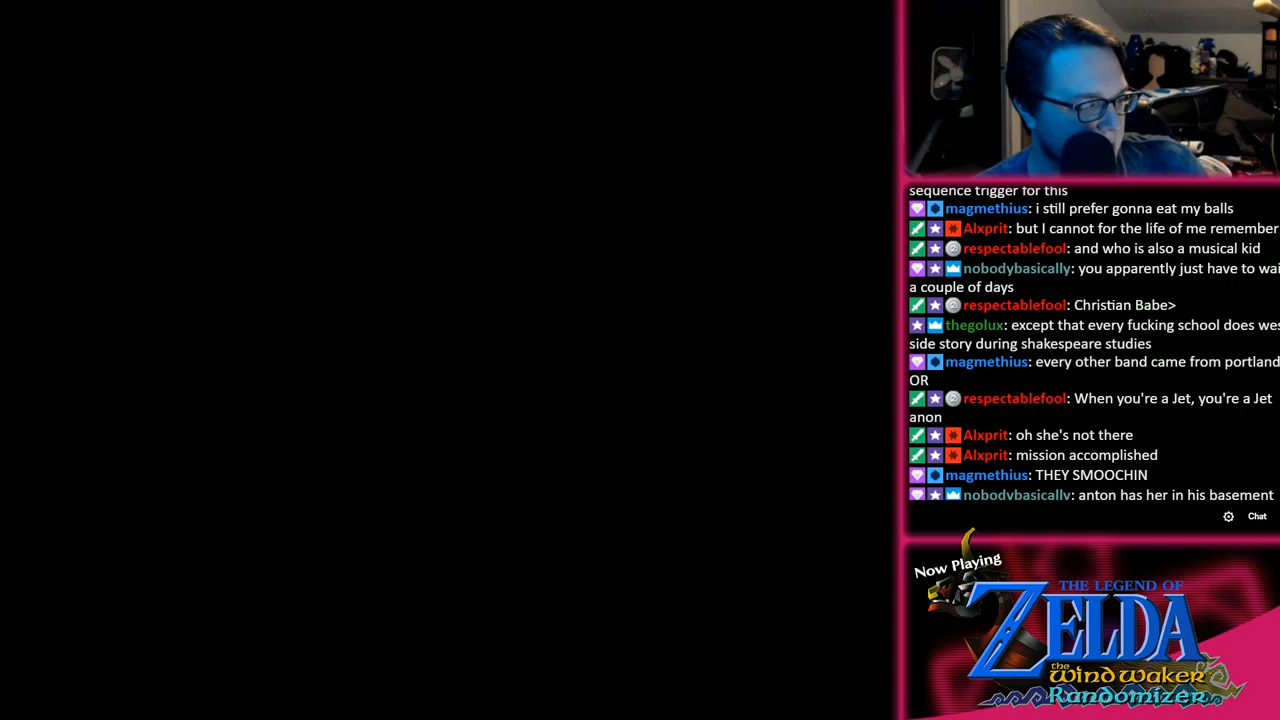 sequence trigger for this
magmethius: i still prefer gonna eat my balls
Alxprit: but I cannot for the life of me remember
respectablefool: and who is also a musical kid
nobodybasically: you apparently just have to wai
a couple of days
respectablefool: Christian Babe>
thegolux: except that every fucking school does wes
side story during shakespeare studies
magmethius: every other band came from portland
OR
respectablefool: When you're a Jet, you're a Jet
anon
Alxprit: oh she's not there
Alxprit: mission accomplished
magmethius: THEY SMOOCHIN
nobodybasically: anton has her in his basement
Chat
Now Playing
THE LEGEND OF
ZELDA
the
Wind Waker
Randomizer